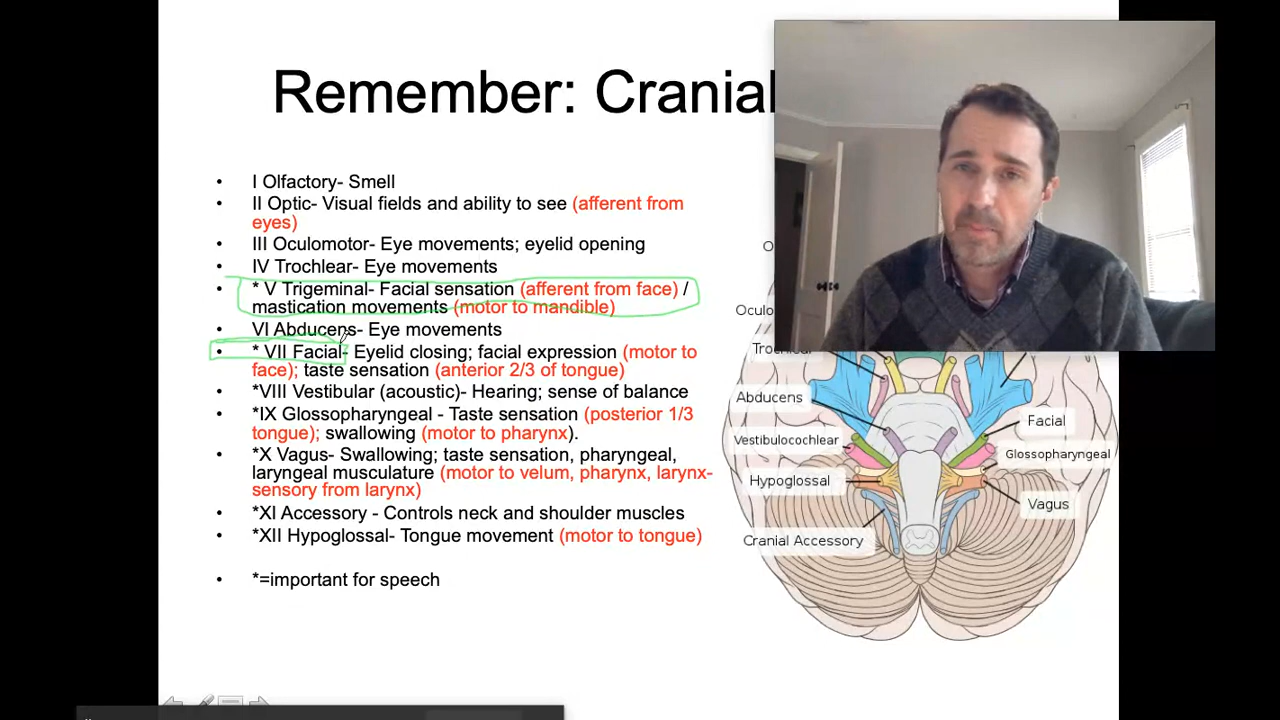 Remember: Cranial
• I Olfactory- Smell
• II Optic- Visual fields and ability to see (afferent from
eyes)
• III Oculomotor- Eye movements; eyelid opening
• IV Trochlear- Eye movements
• * V Trigeminal- Facial sensation (afferent from face) /
mastication movements (motor to mandible)
• VI Abducens- Eye movements
• * VII Facial- Eyelid closing; facial expression (motor to
face); taste sensation (anterior 2/3 of tongue)
• *VIII Vestibular (acoustic)- Hearing; sense of balance
• *IX Glossopharyngeal - Taste sensation (posterior 1/3
tongue); swallowing (motor to pharynx).
• *X Vagus- Swallowing; taste sensation, pharyngeal,
laryngeal musculature (motor to velum, pharynx, larynx-
sensory from larynx)
• *XI Accessory - Controls neck and shoulder muscles
• *XII Hypoglossal- Tongue movement (motor to tongue)
• *=important for speech
Abducens
Facial
Vestibulocochlear
Glossopharyngeal
Hypoglossal
Vagus
Cranial Accessory